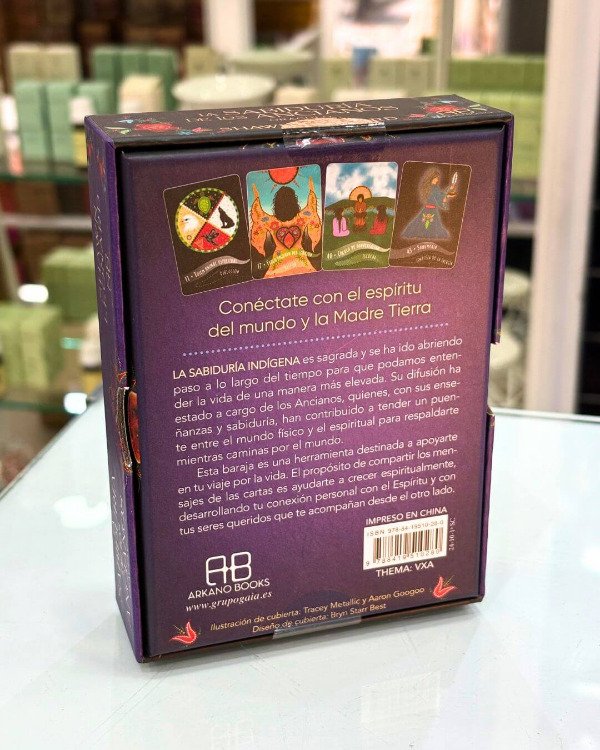 LA SABIDURÍA
DE LOS ANCIANOS
Conéctate con el espíritu
del mundo y la Madre Tierra
LA SABIDURÍA INDÍGENA es sagrada y se ha ido abriendo
paso a lo largo del tiempo para que podamos enten-
der la vida de una manera más elevada. Su difusión ha
estado a cargo de los Ancianos, quienes, con sus ense-
ñanzas y sabiduría, han contribuido a tender un puen-
te entre el mundo físico y el espiritual para respaldarte
mientras caminas por el mundo.
Esta baraja es una herramienta destinada a apoyarte
en tu viaje por la vida. El propósito de compartir los men-
sajes de las cartas es ayudarte a crecer espiritualmente,
desarrollando tu conexión personal con el Espíritu y con
tus seres queridos que te acompañan desde el otro lado.
IMPRESO EN CHINA
THEMA: VXA
AB
ARKANO BOOKS
www.grupogaia.es
Ilustración de cubierta: Tracey Metallic y Aaron Googoo
Diseño de cubierta: Bryn Starr Best